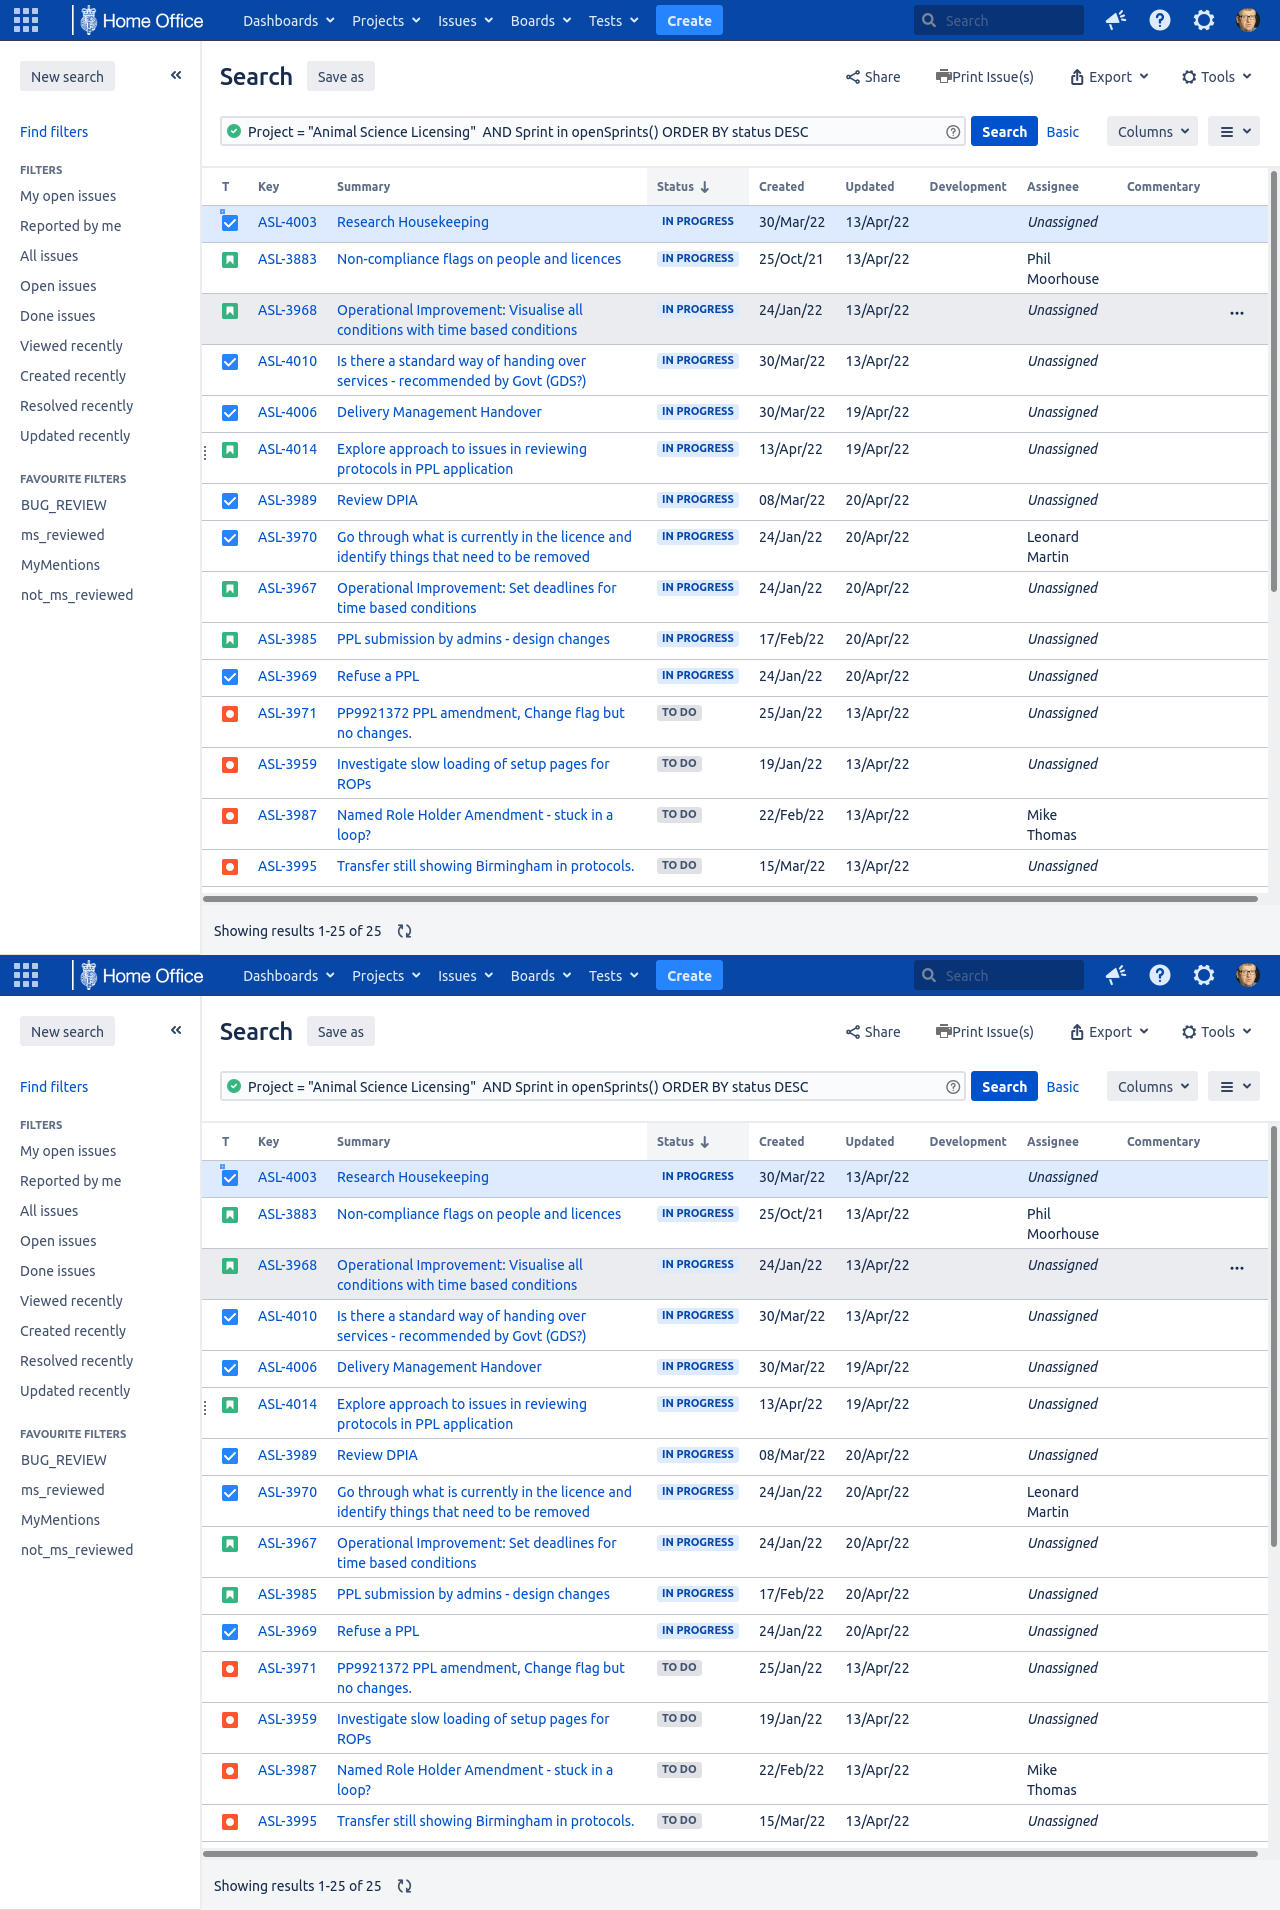 Home Office Dashboards Projects Issues Boards Tests Create Search
New search
Search Save as Share Print Issue(s) Export Tools
Find filters
Project = "Animal Science Licensing" AND Sprint in openSprints() ORDER BY status DESC Search Basic Columns
FILTERS
My open issues
Reported by me
All issues
Open issues
Done issues
Viewed recently
Created recently
Resolved recently
Updated recently
FAVOURITE FILTERS
BUG_REVIEW
ms_reviewed
MyMentions
not_ms_reviewed
T Key Summary Status Created Updated Development Assignee Commentary
ASL-4003 Research Housekeeping IN PROGRESS 30/Mar/22 13/Apr/22 Unassigned
ASL-3883 Non-compliance flags on people and licences IN PROGRESS 25/Oct/21 13/Apr/22 Phil
Moorhouse
ASL-3968 Operational Improvement: Visualise all IN PROGRESS 24/Jan/22 13/Apr/22 Unassigned
conditions with time based conditions
ASL-4010 Is there a standard way of handing over IN PROGRESS 30/Mar/22 13/Apr/22 Unassigned
services - recommended by Govt (GDS?)
ASL-4006 Delivery Management Handover IN PROGRESS 30/Mar/22 19/Apr/22 Unassigned
ASL-4014 Explore approach to issues in reviewing IN PROGRESS 13/Apr/22 19/Apr/22 Unassigned
protocols in PPL application
ASL-3989 Review DPIA IN PROGRESS 08/Mar/22 20/Apr/22 Unassigned
ASL-3970 Go through what is currently in the licence and IN PROGRESS 24/Jan/22 20/Apr/22 Leonard
identify things that need to be removed Martin
ASL-3967 Operational Improvement: Set deadlines for IN PROGRESS 24/Jan/22 20/Apr/22 Unassigned
time based conditions
ASL-3985 PPL submission by admins - design changes IN PROGRESS 17/Feb/22 20/Apr/22 Unassigned
ASL-3969 Refuse a PPL IN PROGRESS 24/Jan/22 20/Apr/22 Unassigned
ASL-3971 PP9921372 PPL amendment, Change flag but TO DO 25/Jan/22 13/Apr/22 Unassigned
no changes.
ASL-3959 Investigate slow loading of setup pages for TO DO 19/Jan/22 13/Apr/22 Unassigned
ROPs
ASL-3987 Named Role Holder Amendment - stuck in a TO DO 22/Feb/22 13/Apr/22 Mike
loop? Thomas
ASL-3995 Transfer still showing Birmingham in protocols. TO DO 15/Mar/22 13/Apr/22 Unassigned
Showing results 1-25 of 25
Home Office Dashboards Projects Issues Boards Tests Create Search
New search
Search Save as Share Print Issue(s) Export Tools
Find filters
Project = "Animal Science Licensing" AND Sprint in openSprints() ORDER BY status DESC Search Basic Columns
FILTERS
My open issues
Reported by me
All issues
Open issues
Done issues
Viewed recently
Created recently
Resolved recently
Updated recently
FAVOURITE FILTERS
BUG_REVIEW
ms_reviewed
MyMentions
not_ms_reviewed
T Key Summary Status Created Updated Development Assignee Commentary
ASL-4003 Research Housekeeping IN PROGRESS 30/Mar/22 13/Apr/22 Unassigned
ASL-3883 Non-compliance flags on people and licences IN PROGRESS 25/Oct/21 13/Apr/22 Phil
Moorhouse
ASL-3968 Operational Improvement: Visualise all IN PROGRESS 24/Jan/22 13/Apr/22 Unassigned
conditions with time based conditions
ASL-4010 Is there a standard way of handing over IN PROGRESS 30/Mar/22 13/Apr/22 Unassigned
services - recommended by Govt (GDS?)
ASL-4006 Delivery Management Handover IN PROGRESS 30/Mar/22 19/Apr/22 Unassigned
ASL-4014 Explore approach to issues in reviewing IN PROGRESS 13/Apr/22 19/Apr/22 Unassigned
protocols in PPL application
ASL-3989 Review DPIA IN PROGRESS 08/Mar/22 20/Apr/22 Unassigned
ASL-3970 Go through what is currently in the licence and IN PROGRESS 24/Jan/22 20/Apr/22 Leonard
identify things that need to be removed Martin
ASL-3967 Operational Improvement: Set deadlines for IN PROGRESS 24/Jan/22 20/Apr/22 Unassigned
time based conditions
ASL-3985 PPL submission by admins - design changes IN PROGRESS 17/Feb/22 20/Apr/22 Unassigned
ASL-3969 Refuse a PPL IN PROGRESS 24/Jan/22 20/Apr/22 Unassigned
ASL-3971 PP9921372 PPL amendment, Change flag but TO DO 25/Jan/22 13/Apr/22 Unassigned
no changes.
ASL-3959 Investigate slow loading of setup pages for TO DO 19/Jan/22 13/Apr/22 Unassigned
ROPs
ASL-3987 Named Role Holder Amendment - stuck in a TO DO 22/Feb/22 13/Apr/22 Mike
loop? Thomas
ASL-3995 Transfer still showing Birmingham in protocols. TO DO 15/Mar/22 13/Apr/22 Unassigned
Showing results 1-25 of 25